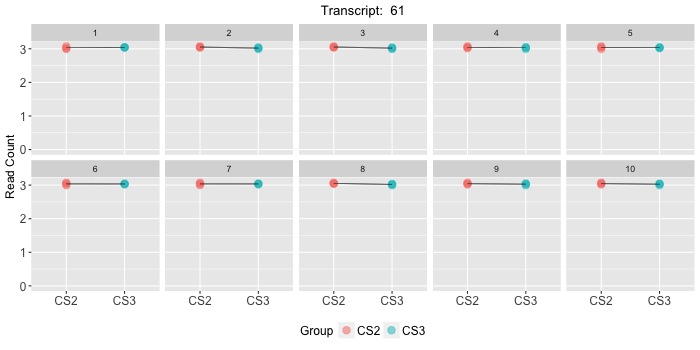 Transcript: 61
1 2 3 4 5
3
2
1
0
Read Count
6 7 8 9 10
3
2
1
0
CS2 CS3 CS2 CS3 CS2 CS3 CS2 CS3 CS2 CS3
Group CS2 CS3